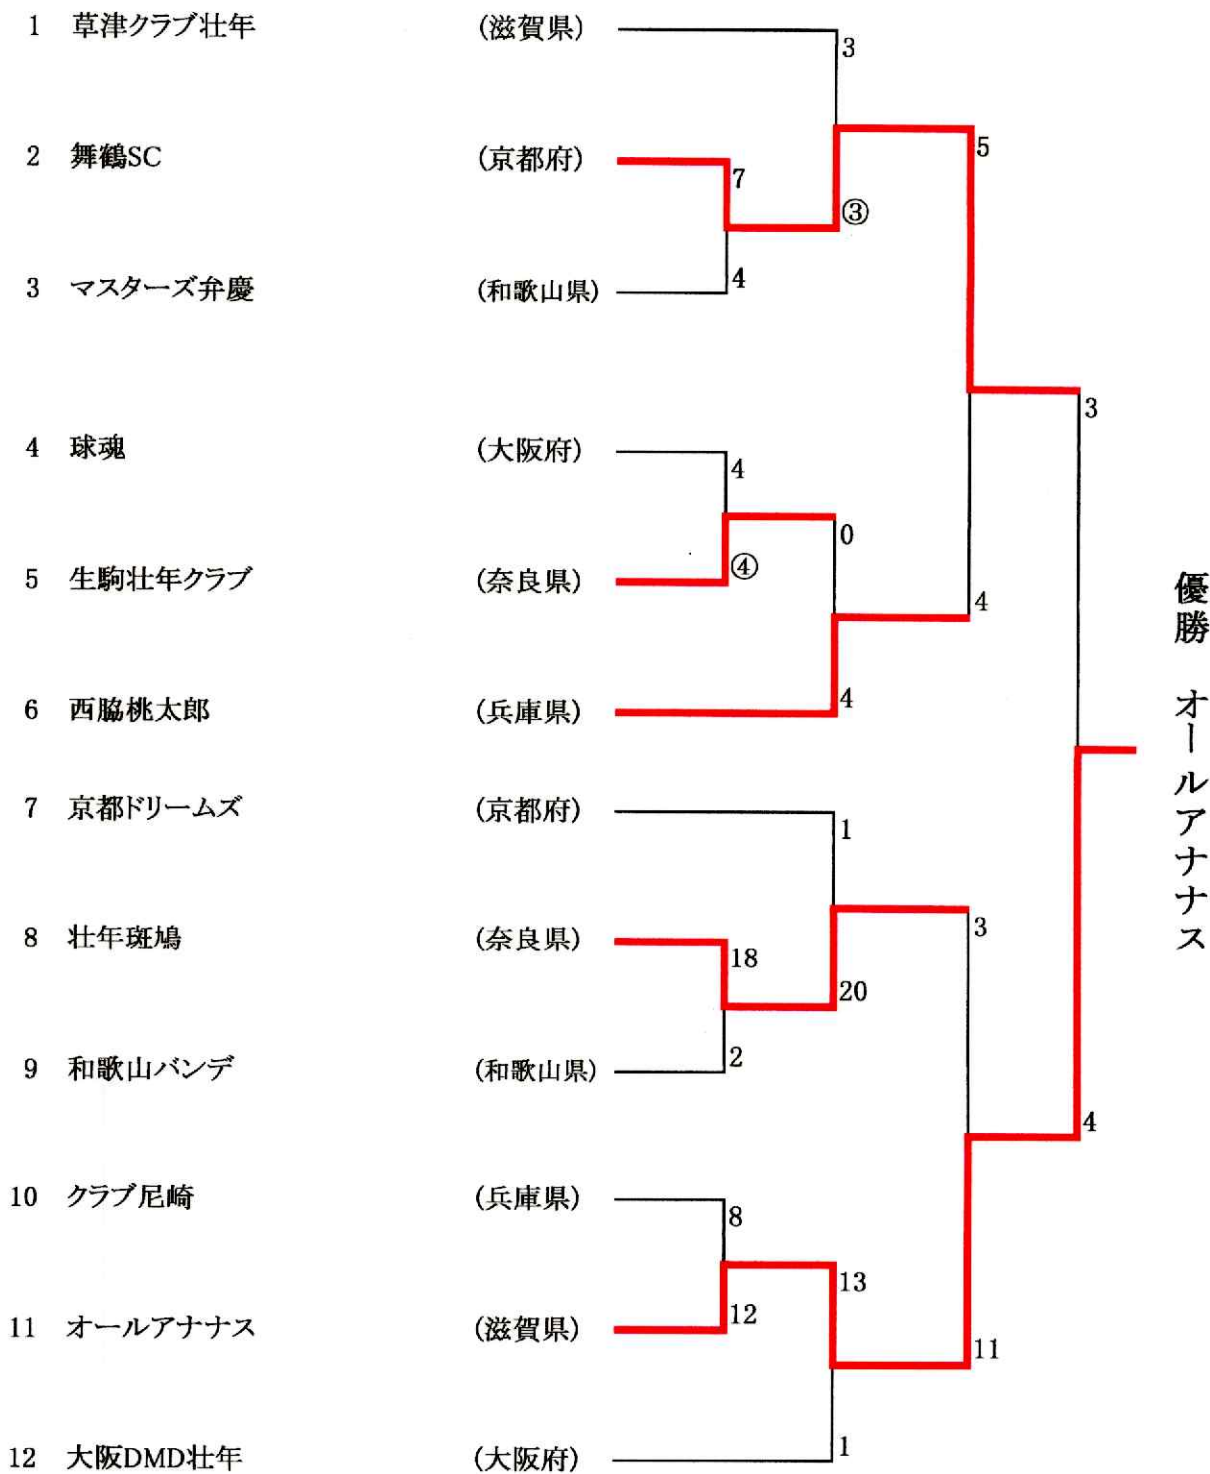 1 草津クラブ壮年 (滋賀県)
3
2 舞鶴SC (京都府)
7
5
③
3 マスターズ弁慶 (和歌山県)
4
3
4 球魂 (大阪府)
4
0
5 生駒壮年クラブ (奈良県)
④
4
6 西脇桃太郎 (兵庫県)
4
優勝 オールアナナス
7 京都ドリームズ (京都府)
1
8 壮年斑鳩 (奈良県)
3
18
20
9 和歌山バンデ (和歌山県)
2
4
10 クラブ尼崎 (兵庫県)
8
13
11 オールアナナス (滋賀県)
12
11
12 大阪DMD壮年 (大阪府)
1